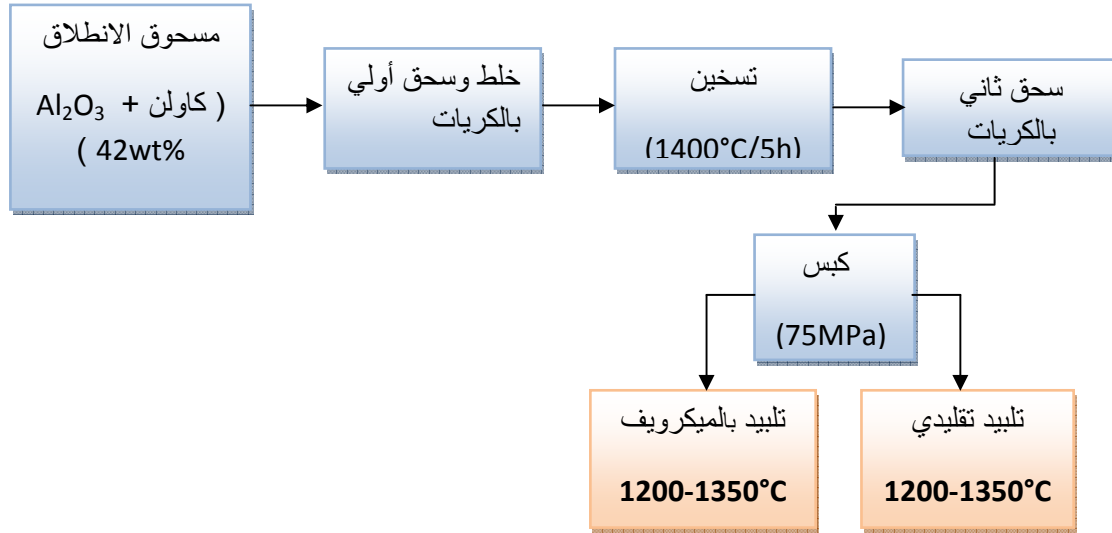 مسحوق الانطلاق
( كاولن + Al₂O₃
( 42wt%
خلط وسحق أولي
بالكريات
تسخين
(1400°C/5h)
سحق ثاني
بالكريات
كبس
(75MPa)
تلبيد بالميكرويف
1200-1350°C
تلبيد تقليدي
1200-1350°C